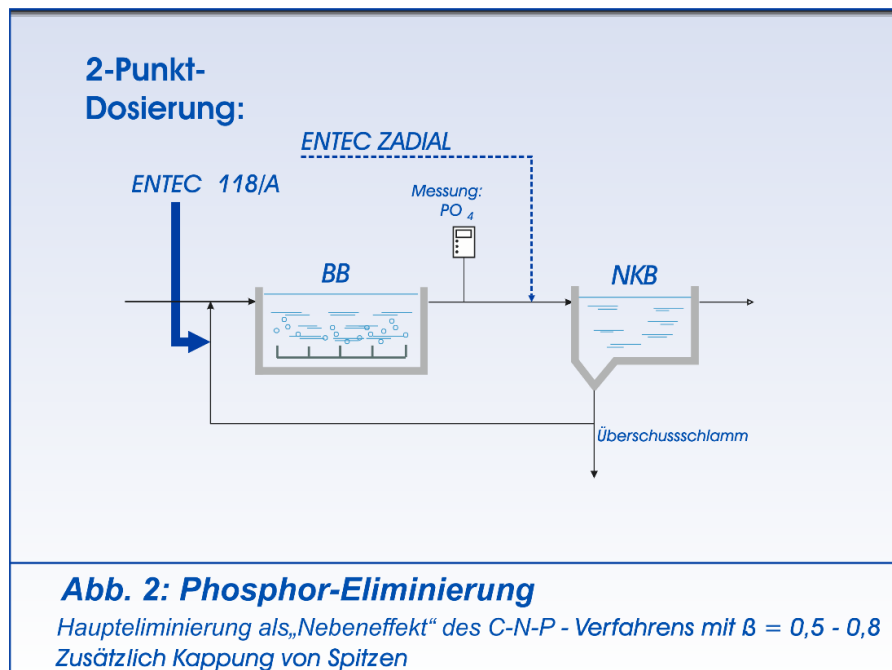 2-Punkt-
Dosierung:
ENTEC ZADIAL
ENTEC 118/A
Messung:
PO 4
BB
NKB
Überschussschlamm
Abb. 2: Phosphor-Eliminierung
Haupteliminierung als„Nebeneffekt“ des C-N-P - Verfahrens mit ß = 0,5 - 0,8
Zusätzlich Kappung von Spitzen